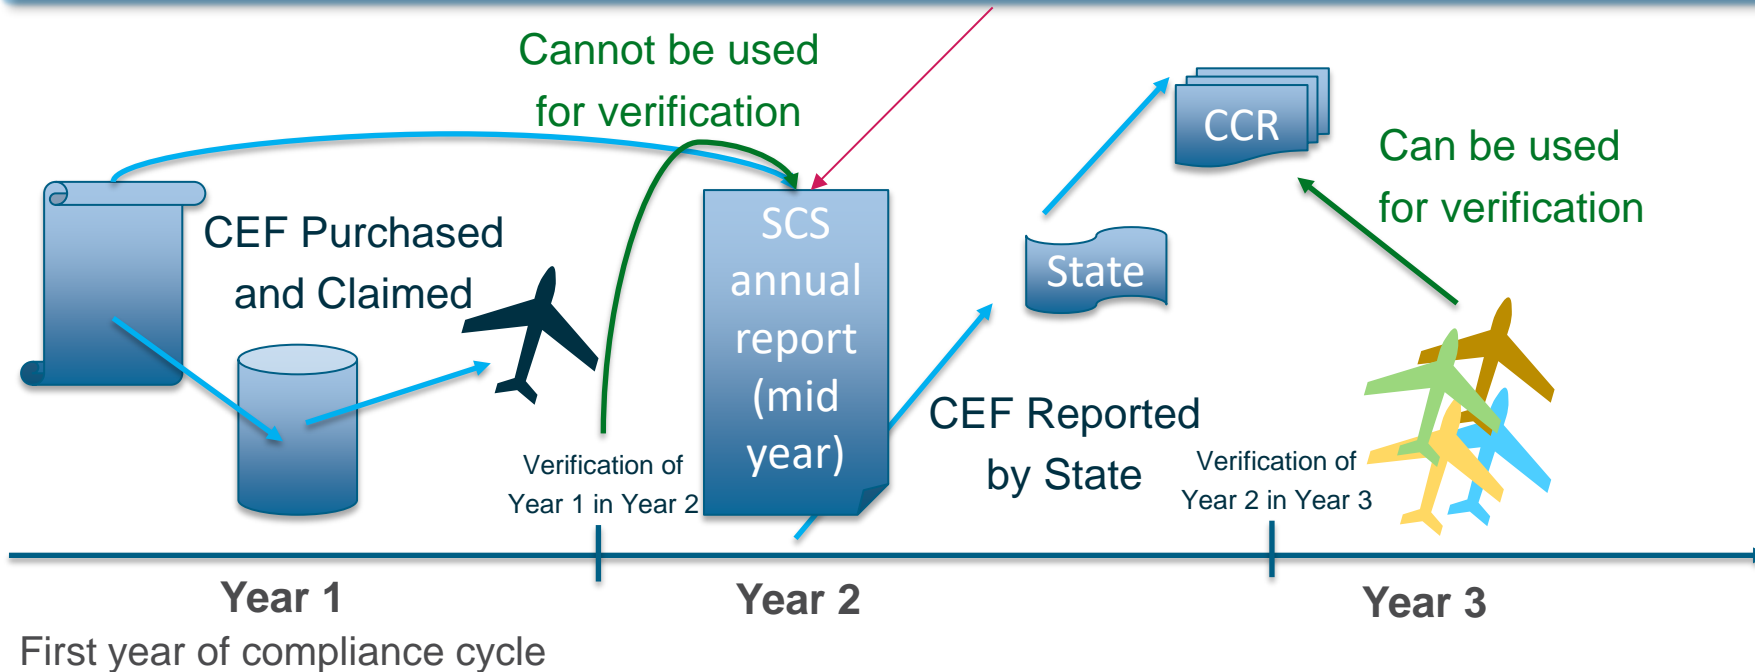 Cannot be used
for verification
CCR
Can be used
for verification
CEF Purchased
and Claimed
SCS
annual
report
(mid
year)
State
CEF Reported
by State
Verification of
Year 1 in Year 2
Verification of
Year 2 in Year 3
Year 1
Year 2
Year 3
First year of compliance cycle